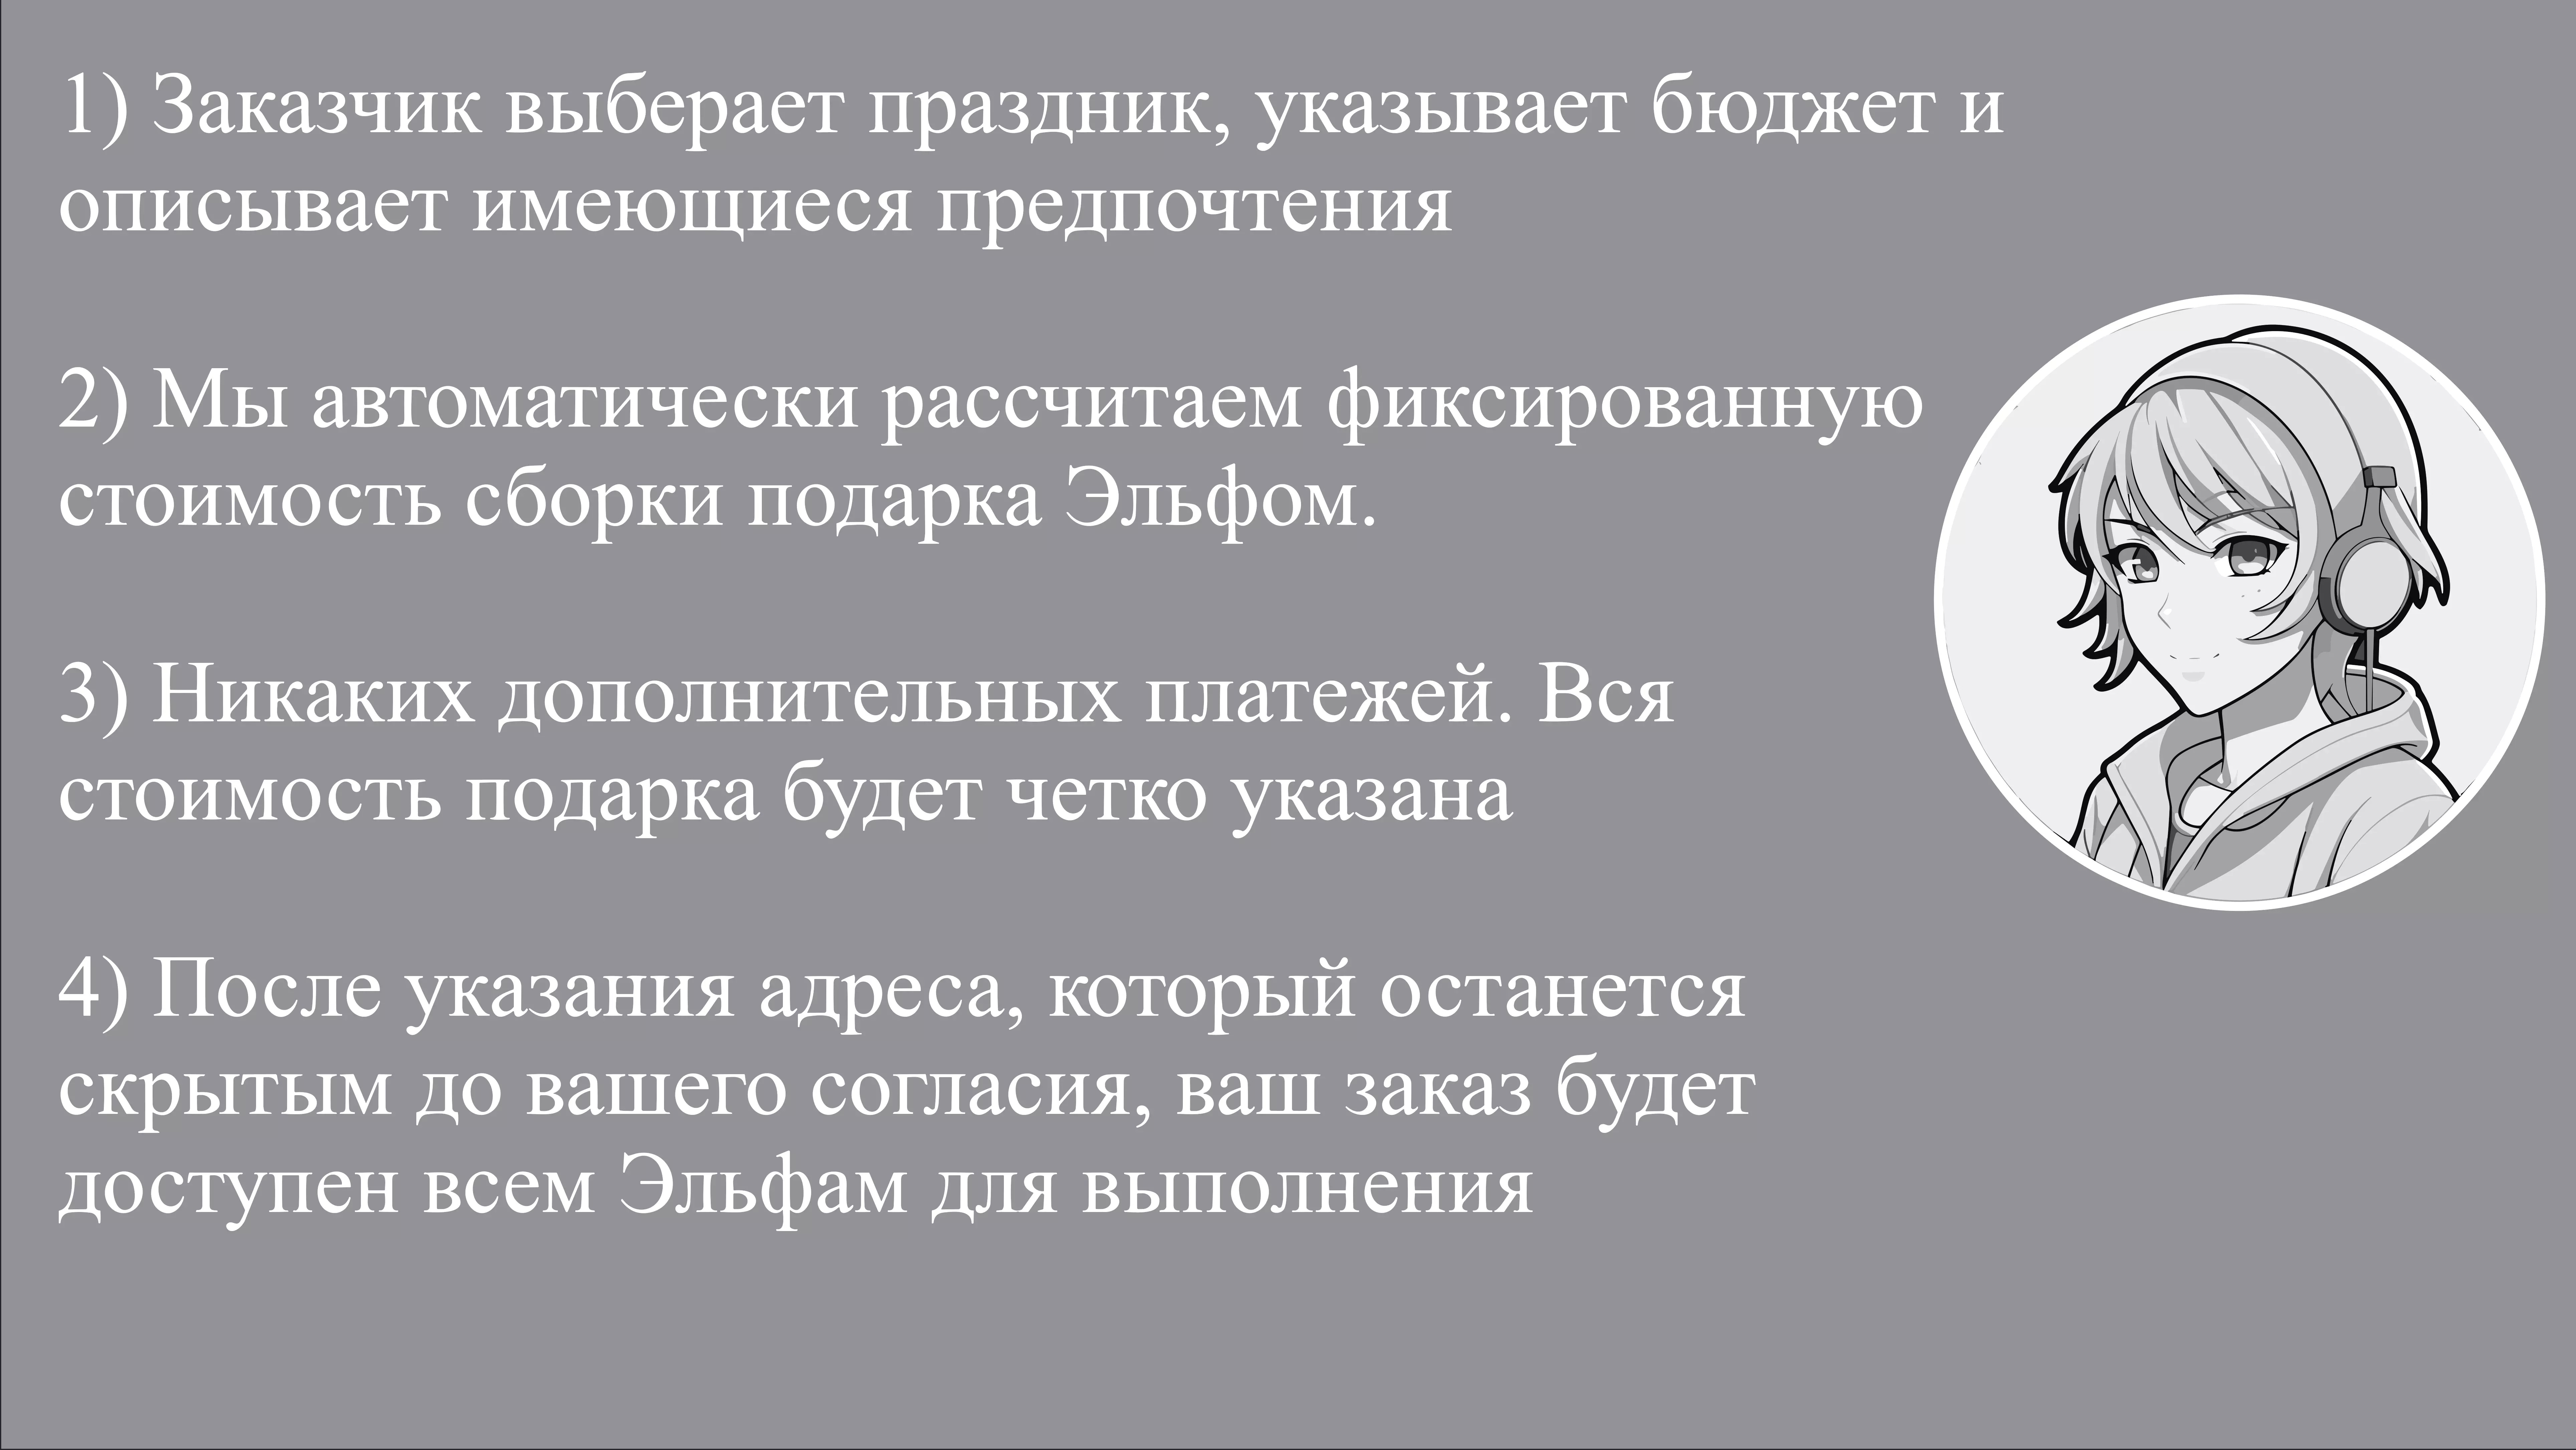 1) Заказчик выберает праздник, указывает бюджет и
описывает имеющиеся предпочтения
2) Мы автоматически рассчитаем фиксированную
стоимость сборки подарка Эльфом.
3) Никаких дополнительных платежей. Вся
стоимость подарка будет четко указана
4) После указания адреса, который останется
скрытым до вашего согласия, ваш заказ будет
доступен всем Эльфам для выполнения